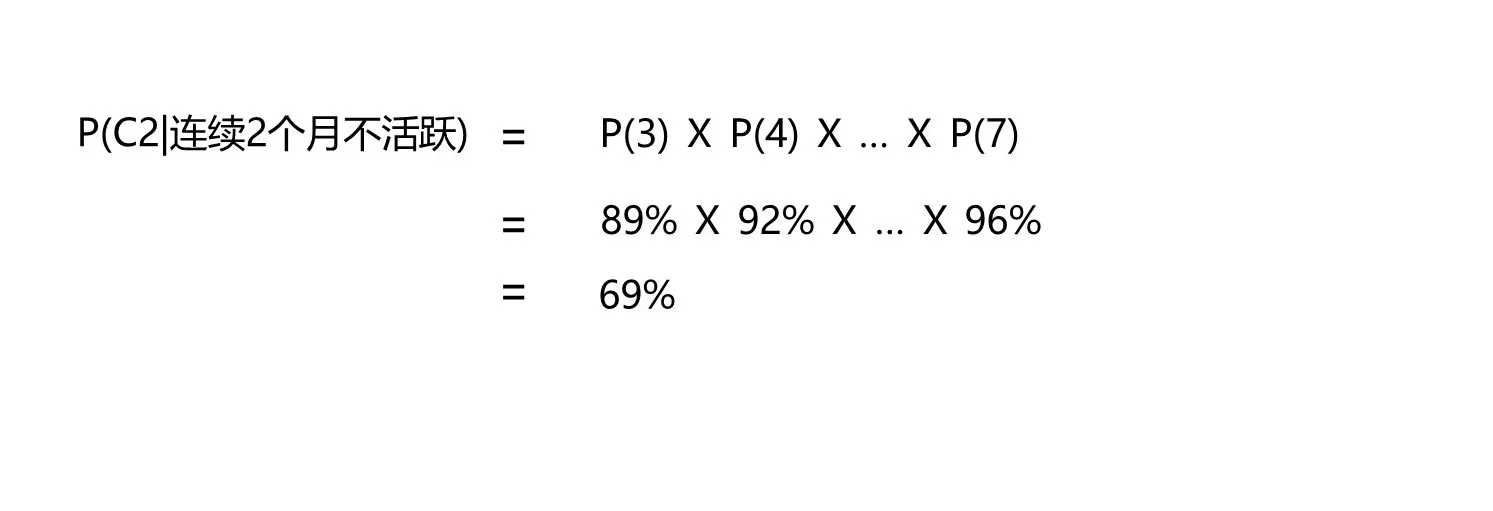 P(C2|连续2个月不活跃) = P(3) X P(4) X ... X P(7)
= 89% X 92% X ... X 96%
= 69%